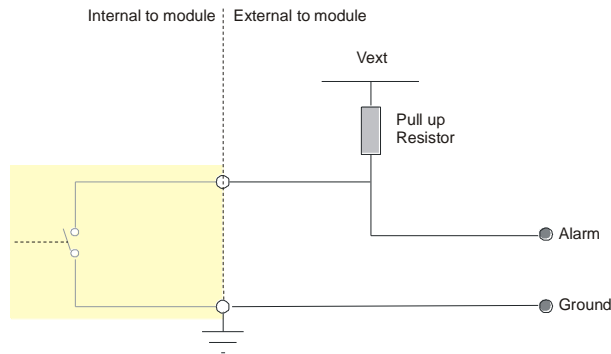 Internal to module
External to module
Vext
Pull up
Resistor
Alarm
Ground